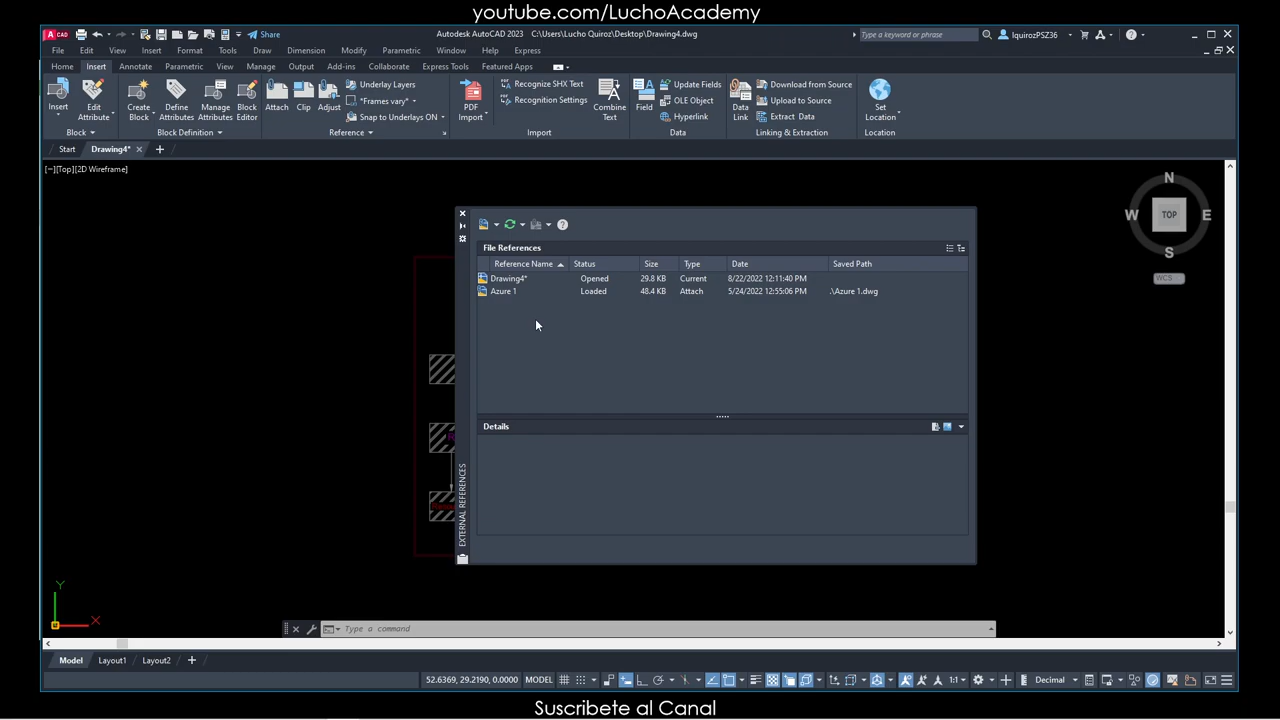 youtube.com/LuchoAcademy
CAD
Share
Autodesk AutoCAD 2023 C:\Users\Lucho Quiroz\Desktop\Drawing4.dwg
Type a keyword or phrase
lquirozPSZ36
File Edit View Insert Format Tools Draw Dimension Modify Parametric Window Help Express
Home Insert Annotate Parametric View Manage Output Add-ins Collaborate Express Tools Featured Apps
Insert
Edit Attribute
Create Block
Define Attributes
Manage Attributes
Block Editor
Attach
Clip
Adjust
Underlay Layers
*Frames vary*
Snap to Underlays ON
PDF Import
Recognize SHX Text
Recognition Settings
Combine Text
Field
Update Fields
OLE Object
Hyperlink
Data Link
Download from Source
Upload to Source
Extract Data
Set Location
Block Block Definition Reference Import Data Linking & Extraction Location
Start Drawing4*
[−][Top][2D Wireframe]
N
W TOP E
S
WCS
File References
Reference Name Status Size Type Date Saved Path
Drawing4* Opened 29.8 KB Current 8/22/2022 12:11:40 PM
Azure 1 Loaded 48.4 KB Attach 5/24/2022 12:55:06 PM .\Azure 1.dwg
Details
EXTERNAL REFERENCES
Y
X
Type a command
Model Layout1 Layout2
52.6369, 29.2190, 0.0000 MODEL 1:1 Decimal
Suscribete al Canal